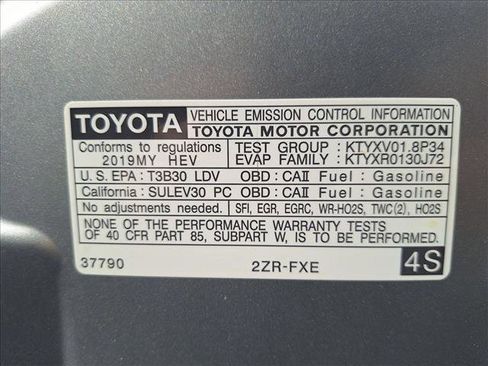 TOYOTA VEHICLE EMISSION CONTROL INFORMATION
TOYOTA MOTOR CORPORATION
Conforms to regulations TEST GROUP : KTYXV01.8P34
2019MY HEV EVAP FAMILY : KTYXR0130J72
U.S. EPA : T3B30 LDV OBD : CAII Fuel : Gasoline
California : SULEV30 PC OBD : CAII Fuel : Gasoline
No adjustments needed. SFI, EGR, EGRC, WR-HO2S, TWC(2), HO2S
NONE OF THE PERFORMANCE WARRANTY TESTS
OF 40 CFR PART 85, SUBPART W, IS TO BE
PERFORMED.
37790 2ZR-FXE 4S